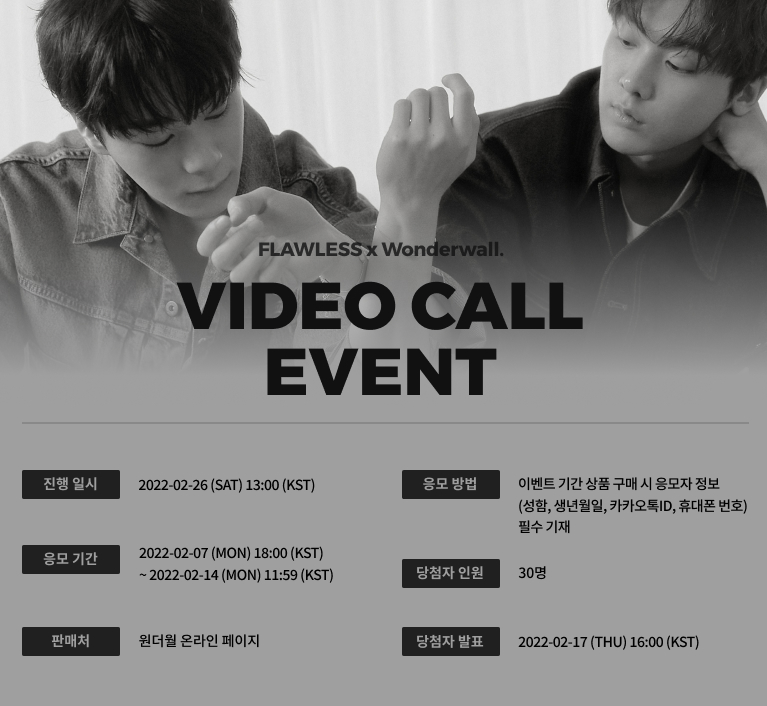 FLAWLESS x Wonderwall.
VIDEO CALL
EVENT
진행 일시
2022-02-26 (SAT) 13:00 (KST)
응모 기간
2022-02-07 (MON) 18:00 (KST)
~ 2022-02-14 (MON) 11:59 (KST)
판매처
원더월 온라인 페이지
응모 방법
이벤트 기간 상품 구매 시 응모자 정보
(성함, 생년월일, 카카오톡ID, 휴대폰 번호)
필수 기재
당첨자 인원
30명
당첨자 발표
2022-02-17 (THU) 16:00 (KST)